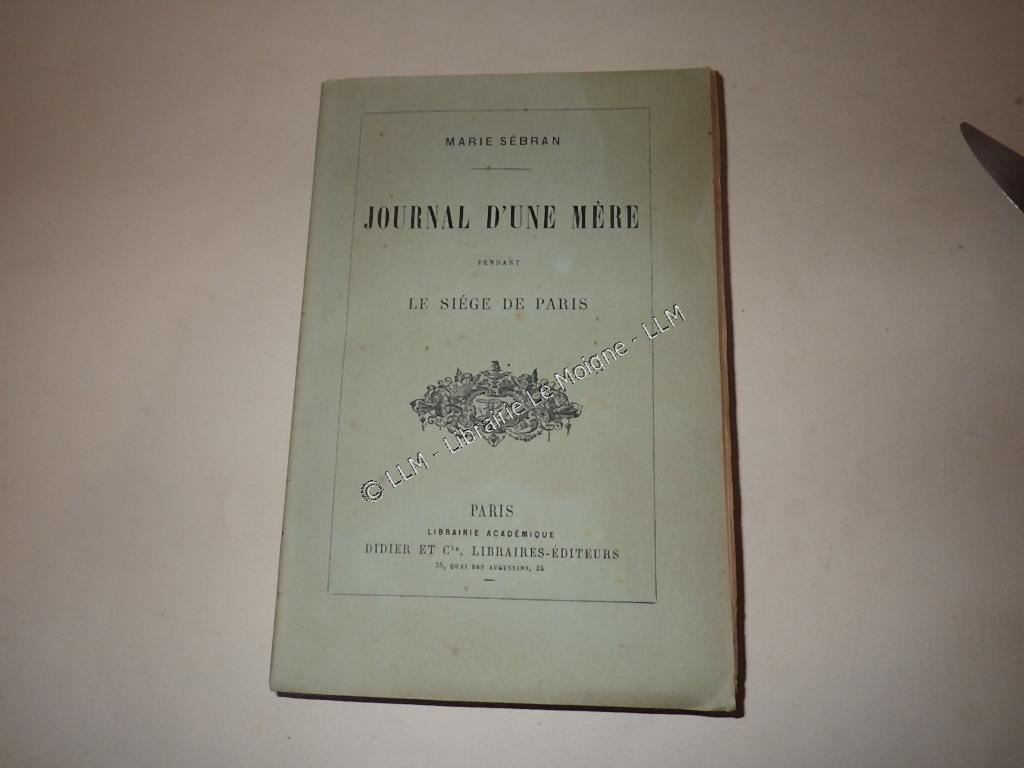 MARIE SÉBRAN
JOURNAL D'UNE MÈRE
PENDANT
LE SIÉGE DE PARIS
© LLM - Librairie Le Moigne - LLM
PARIS
LIBRAIRIE ACADÉMIQUE
DIDIER ET Cie, LIBRAIRES-ÉDITEURS
35, QUAI DES AUGUSTINS, 35